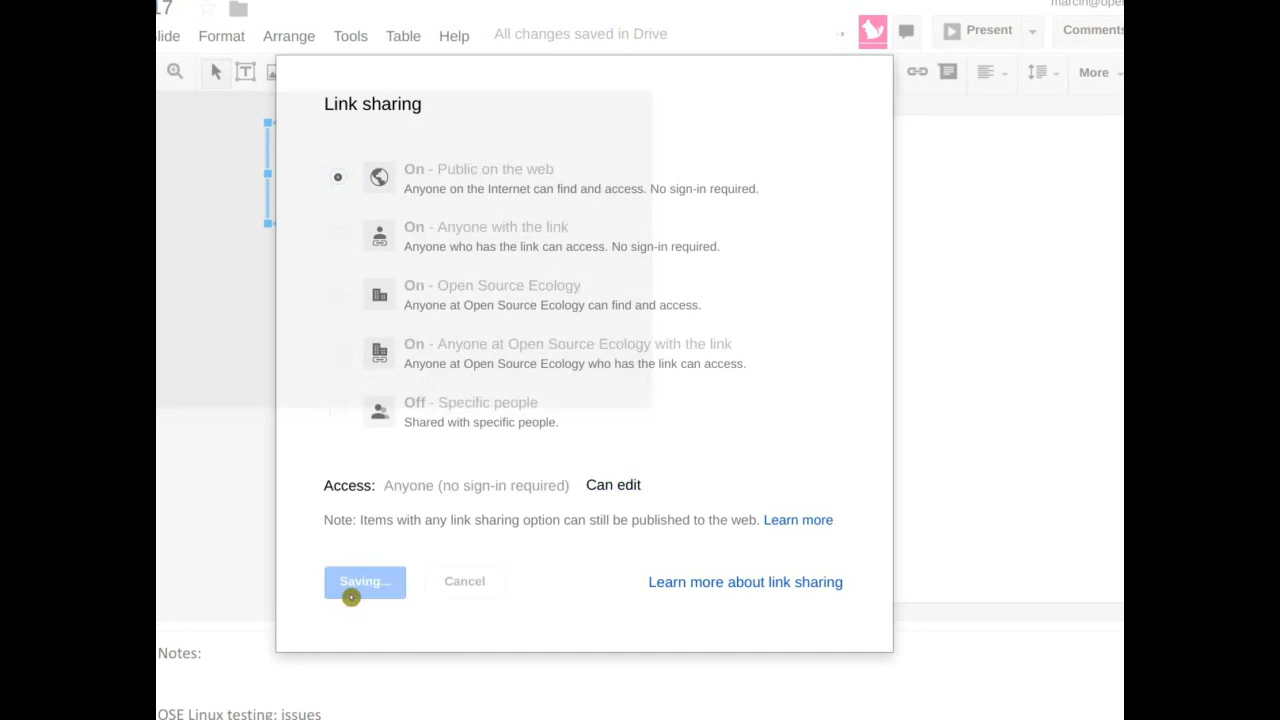 17
marcin@ope
lide Format Arrange Tools Table Help All changes saved in Drive Present Comments
T More
Link sharing
On - Public on the web
Anyone on the Internet can find and access. No sign-in required.
On - Anyone with the link
Anyone who has the link can access. No sign-in required.
On - Open Source Ecology
Anyone at Open Source Ecology can find and access.
On - Anyone at Open Source Ecology with the link
Anyone at Open Source Ecology who has the link can access.
Off - Specific people
Shared with specific people.
Access: Anyone (no sign-in required) Can edit
Note: Items with any link sharing option can still be published to the web. Learn more
Saving... Cancel Learn more about link sharing
Notes:
OSE Linux testing: issues